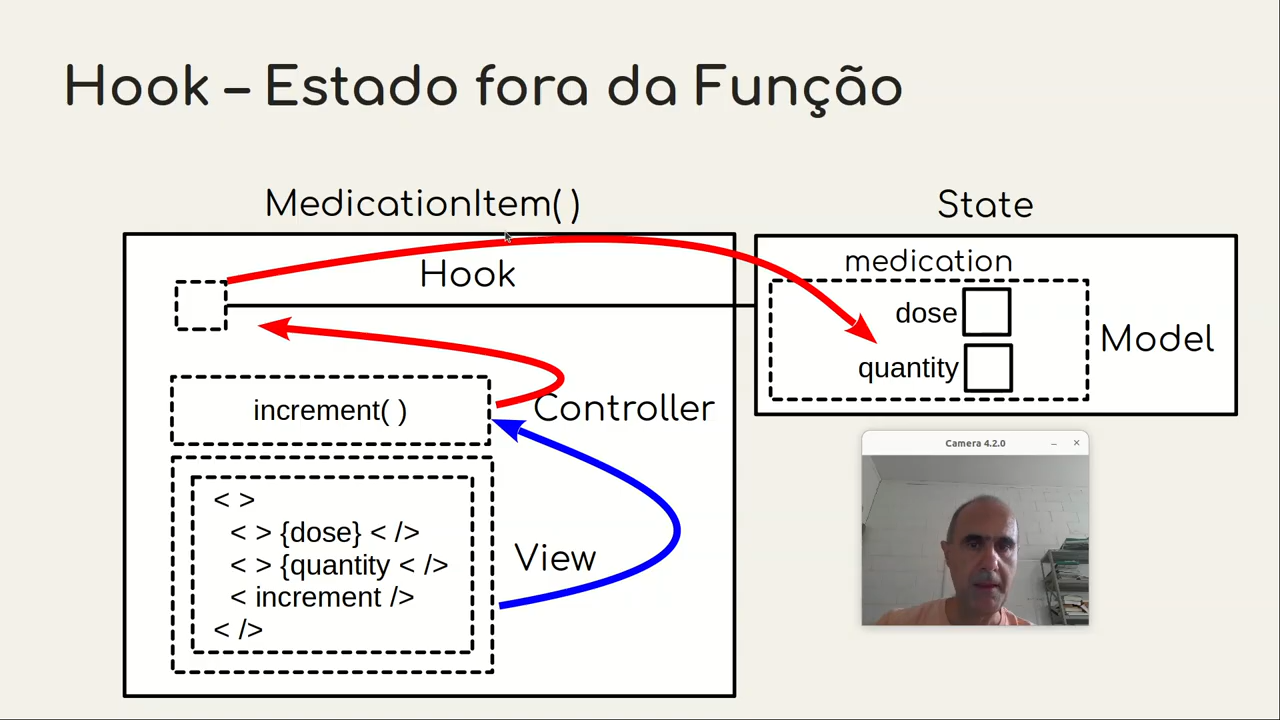 Hook – Estado fora da Função
MedicationItem( )
State
Hook
medication
dose
quantity
Model
increment( )
Controller
< >
< > {dose} < />
< > {quantity < />
< increment />
< />
View
Camera 4.2.0